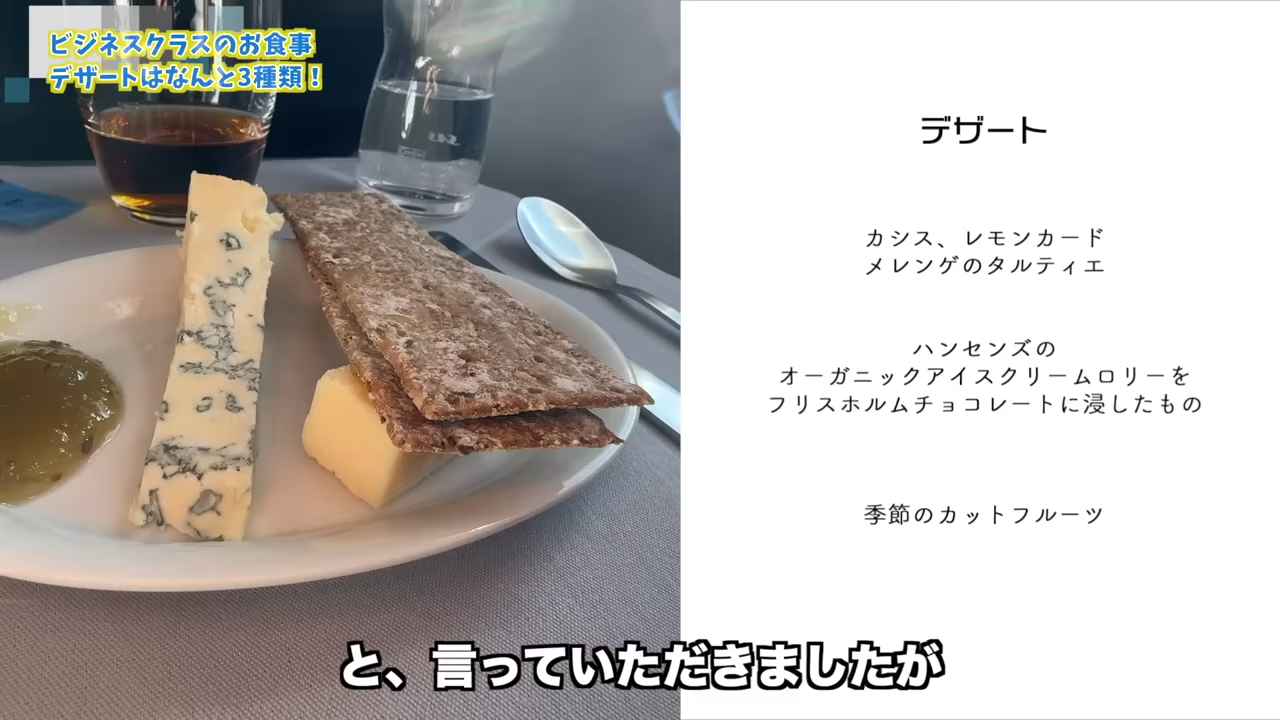 ビジネスクラスのお食事
デザートはなんと3種類！
SAS
デザート
カシス、レモンカード
メレンゲのタルティエ
ハンセンズの
オーガニックアイスクリームロリーを
フリスホルムチョコレートに浸したもの
季節のカットフルーツ
と、言っていただきましたが